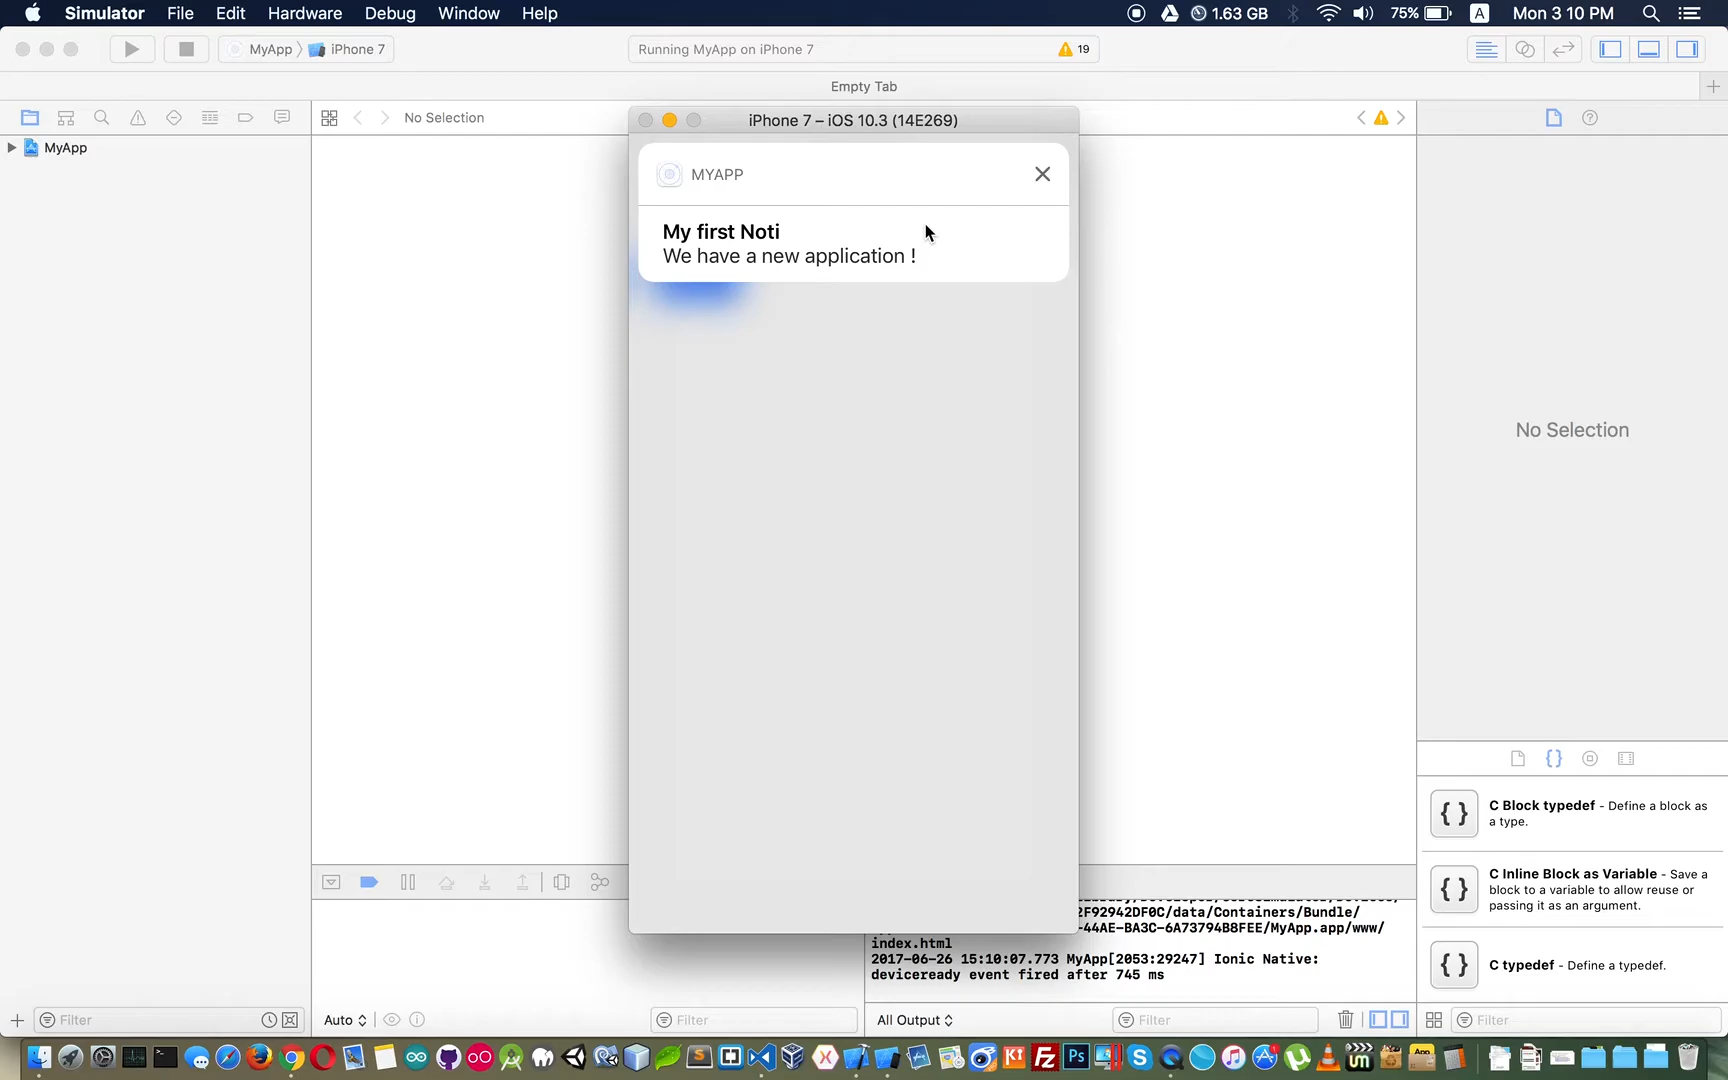 Simulator File Edit Hardware Debug Window Help
1.63 GB 75% A Mon 3 10 PM
MyApp iPhone 7
Running MyApp on iPhone 7 19
Empty Tab
No Selection
MyApp
iPhone 7 – iOS 10.3 (14E269)
MYAPP
My first Noti
We have a new application !
No Selection
C Block typedef - Define a block as
a type.
C Inline Block as Variable - Save a
block to a variable to allow reuse or
passing it as an argument.
C typedef - Define a typedef.
2F92942DF0C/data/Containers/Bundle/
-44AE-BA3C-6A73794B8FEE/MyApp.app/www/
index.html
2017-06-26 15:10:07.773 MyApp[2053:29247] Ionic Native:
deviceready event fired after 745 ms
Filter
Auto
Filter
All Output
Filter
Filter